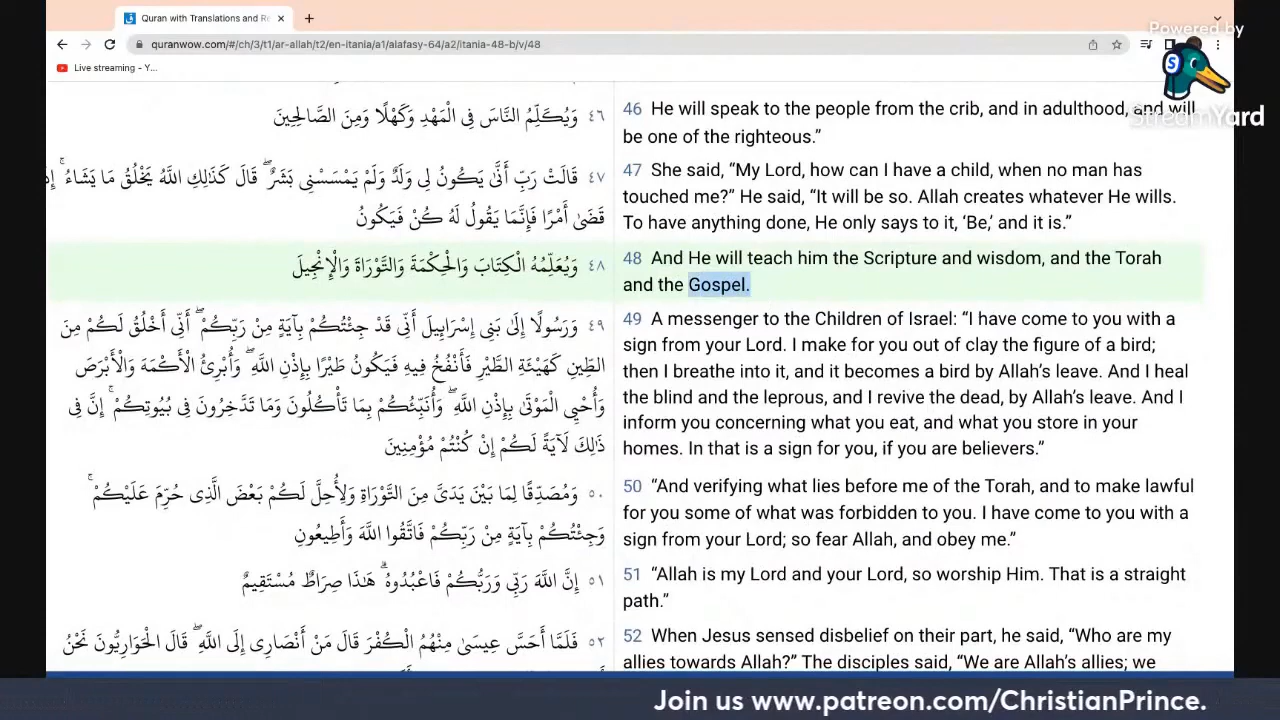 Quran with Translations and Re
Powered by
quranwow.com/#/ch/3/t1/ar-allah/t2/en-itania/a1/alafasy-64/a2/itania-48-b/v/48
Live streaming - Y...
StreamYard
٤٦ وَيُكَلِّمُ النَّاسَ فِي الْمَهْدِ وَكَهْلًا وَمِنَ الصَّالِحِينَ
46 He will speak to the people from the crib, and in adulthood, and will
be one of the righteous.”
٤٧ قَالَتْ رَبِّ أَنَّىٰ يَكُونُ لِي وَلَدٌ وَلَمْ يَمْسَسْنِي بَشَرٌ ۖ قَالَ كَذَٰلِكِ اللَّهُ يَخْلُقُ مَا يَشَاءُ ۚ إِذَ
قَضَىٰ أَمْرًا فَإِنَّمَا يَقُولُ لَهُ كُنْ فَيَكُونُ
47 She said, “My Lord, how can I have a child, when no man has
touched me?” He said, “It will be so. Allah creates whatever He wills.
To have anything done, He only says to it, ‘Be,’ and it is.”
٤٨ وَيُعَلِّمُهُ الْكِتَابَ وَالْحِكْمَةَ وَالتَّوْرَاةَ وَالْإِنْجِيلَ
48 And He will teach him the Scripture and wisdom, and the Torah
and the Gospel.
٤٩ وَرَسُولًا إِلَىٰ بَنِي إِسْرَائِيلَ أَنِّي قَدْ جِئْتُكُمْ بِآيَةٍ مِنْ رَبِّكُمْ ۖ أَنِّي أَخْلُقُ لَكُمْ مِنَ
الطِّينِ كَهَيْئَةِ الطَّيْرِ فَأَنْفُخُ فِيهِ فَيَكُونُ طَيْرًا بِإِذْنِ اللَّهِ ۖ وَأُبْرِئُ الْأَكْمَهَ وَالْأَبْرَصَ
وَأُحْيِي الْمَوْتَىٰ بِإِذْنِ اللَّهِ ۖ وَأُنَبِّئُكُمْ بِمَا تَأْكُلُونَ وَمَا تَدَّخِرُونَ فِي بُيُوتِكُمْ ۚ إِنَّ فِي
ذَٰلِكَ لَآيَةً لَكُمْ إِنْ كُنْتُمْ مُؤْمِنِينَ
49 A messenger to the Children of Israel: “I have come to you with a
sign from your Lord. I make for you out of clay the figure of a bird;
then I breathe into it, and it becomes a bird by Allah’s leave. And I heal
the blind and the leprous, and I revive the dead, by Allah’s leave. And I
inform you concerning what you eat, and what you store in your
homes. In that is a sign for you, if you are believers.”
٥٠ وَمُصَدِّقًا لِمَا بَيْنَ يَدَيَّ مِنَ التَّوْرَاةِ وَلِأُحِلَّ لَكُمْ بَعْضَ الَّذِي حُرِّمَ عَلَيْكُمْ ۚ
وَجِئْتُكُمْ بِآيَةٍ مِنْ رَبِّكُمْ فَاتَّقُوا اللَّهَ وَأَطِيعُونِ
50 “And verifying what lies before me of the Torah, and to make lawful
for you some of what was forbidden to you. I have come to you with a
sign from your Lord; so fear Allah, and obey me.”
٥١ إِنَّ اللَّهَ رَبِّي وَرَبُّكُمْ فَاعْبُدُوهُ ۗ هَٰذَا صِرَاطٌ مُسْتَقِيمٌ
51 “Allah is my Lord and your Lord, so worship Him. That is a straight
path.”
٥٢ فَلَمَّا أَحَسَّ عِيسَىٰ مِنْهُمُ الْكُفْرَ قَالَ مَنْ أَنْصَارِي إِلَى اللَّهِ ۖ قَالَ الْحَوَارِيُّونَ نَحْنُ
52 When Jesus sensed disbelief on their part, he said, “Who are my
allies towards Allah?” The disciples said, “We are Allah’s allies; we
Join us www.patreon.com/ChristianPrince.